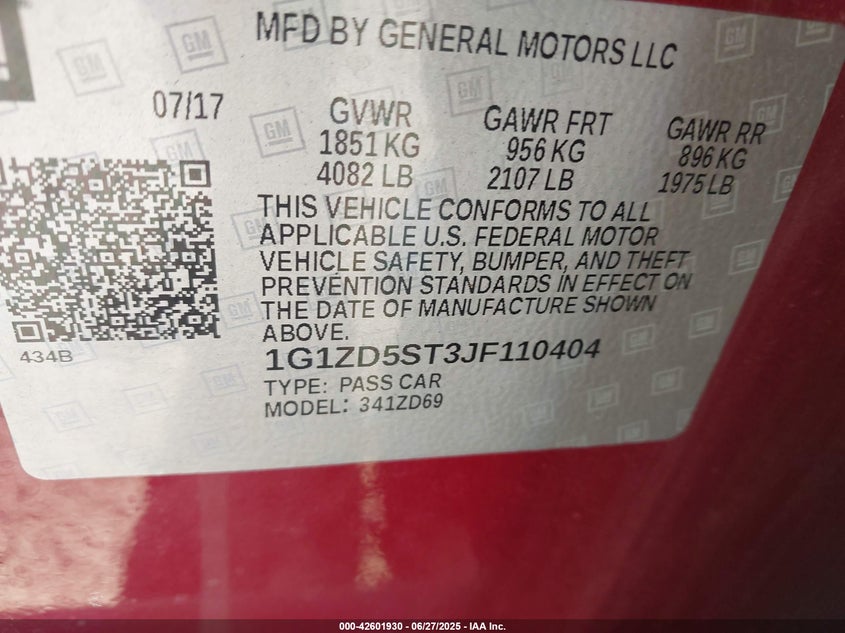 MFD BY GENERAL MOTORS LLC
07/17
GVWR
1851 KG
4082 LB
GAWR FRT
956 KG
2107 LB
GAWR RR
896 KG
1975 LB
THIS VEHICLE CONFORMS TO ALL
APPLICABLE U.S. FEDERAL MOTOR
VEHICLE SAFETY, BUMPER, AND THEFT
PREVENTION STANDARDS IN EFFECT ON
THE DATE OF MANUFACTURE SHOWN
ABOVE.
434B
1G1ZD5ST3JF110404
TYPE: PASS CAR
MODEL: 341ZD69
000-42601930 - 06/27/2025 - IAA Inc.